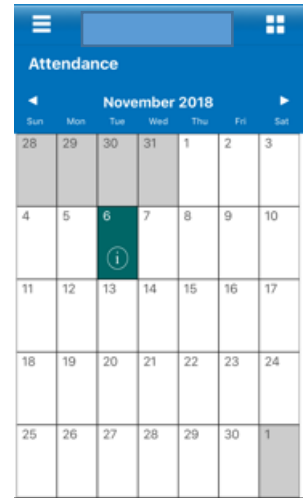 Attendance
November 2018
Sun Mon Tue Wed Thu Fri Sat
28 29 30 31 1 2 3
4 5 6 7 8 9 10
i
11 12 13 14 15 16 17
18 19 20 21 22 23 24
25 26 27 28 29 30 1